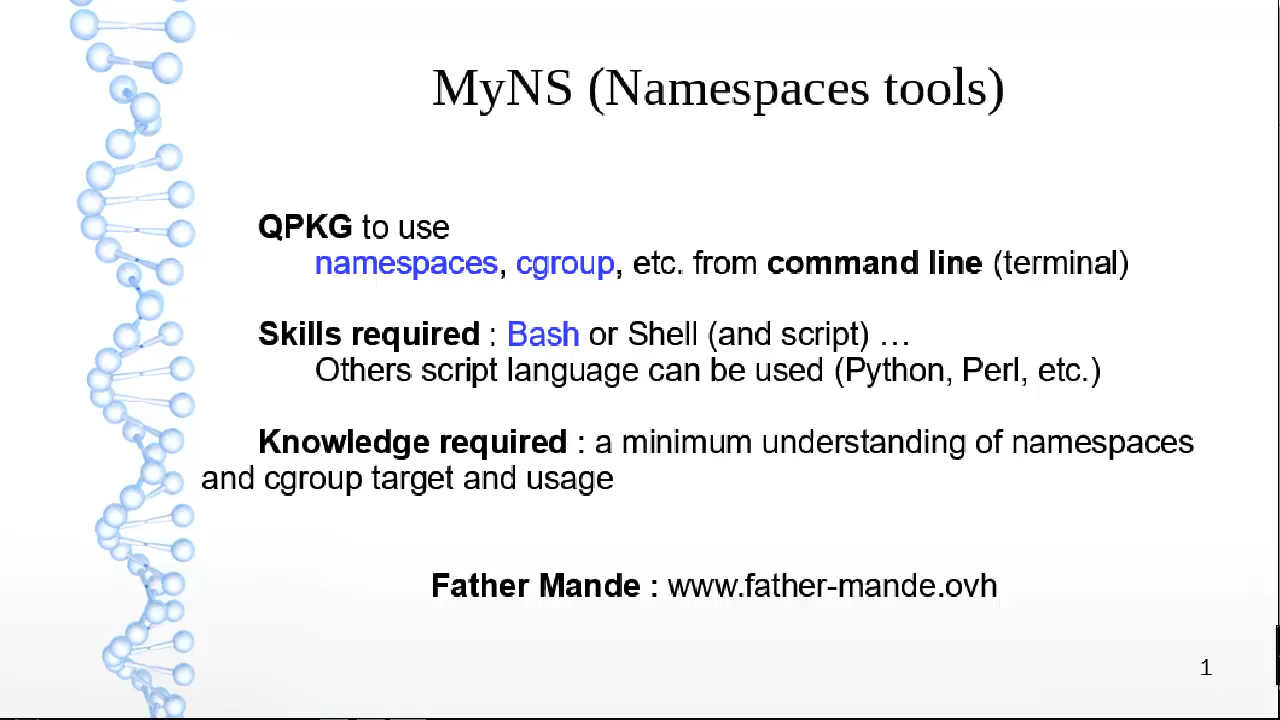 MyNS (Namespaces tools)
QPKG to use
namespaces, cgroup, etc. from command line (terminal)
Skills required : Bash or Shell (and script) …
Others script language can be used (Python, Perl, etc.)
Knowledge required : a minimum understanding of namespaces
and cgroup target and usage
Father Mande : www.father-mande.ovh
1